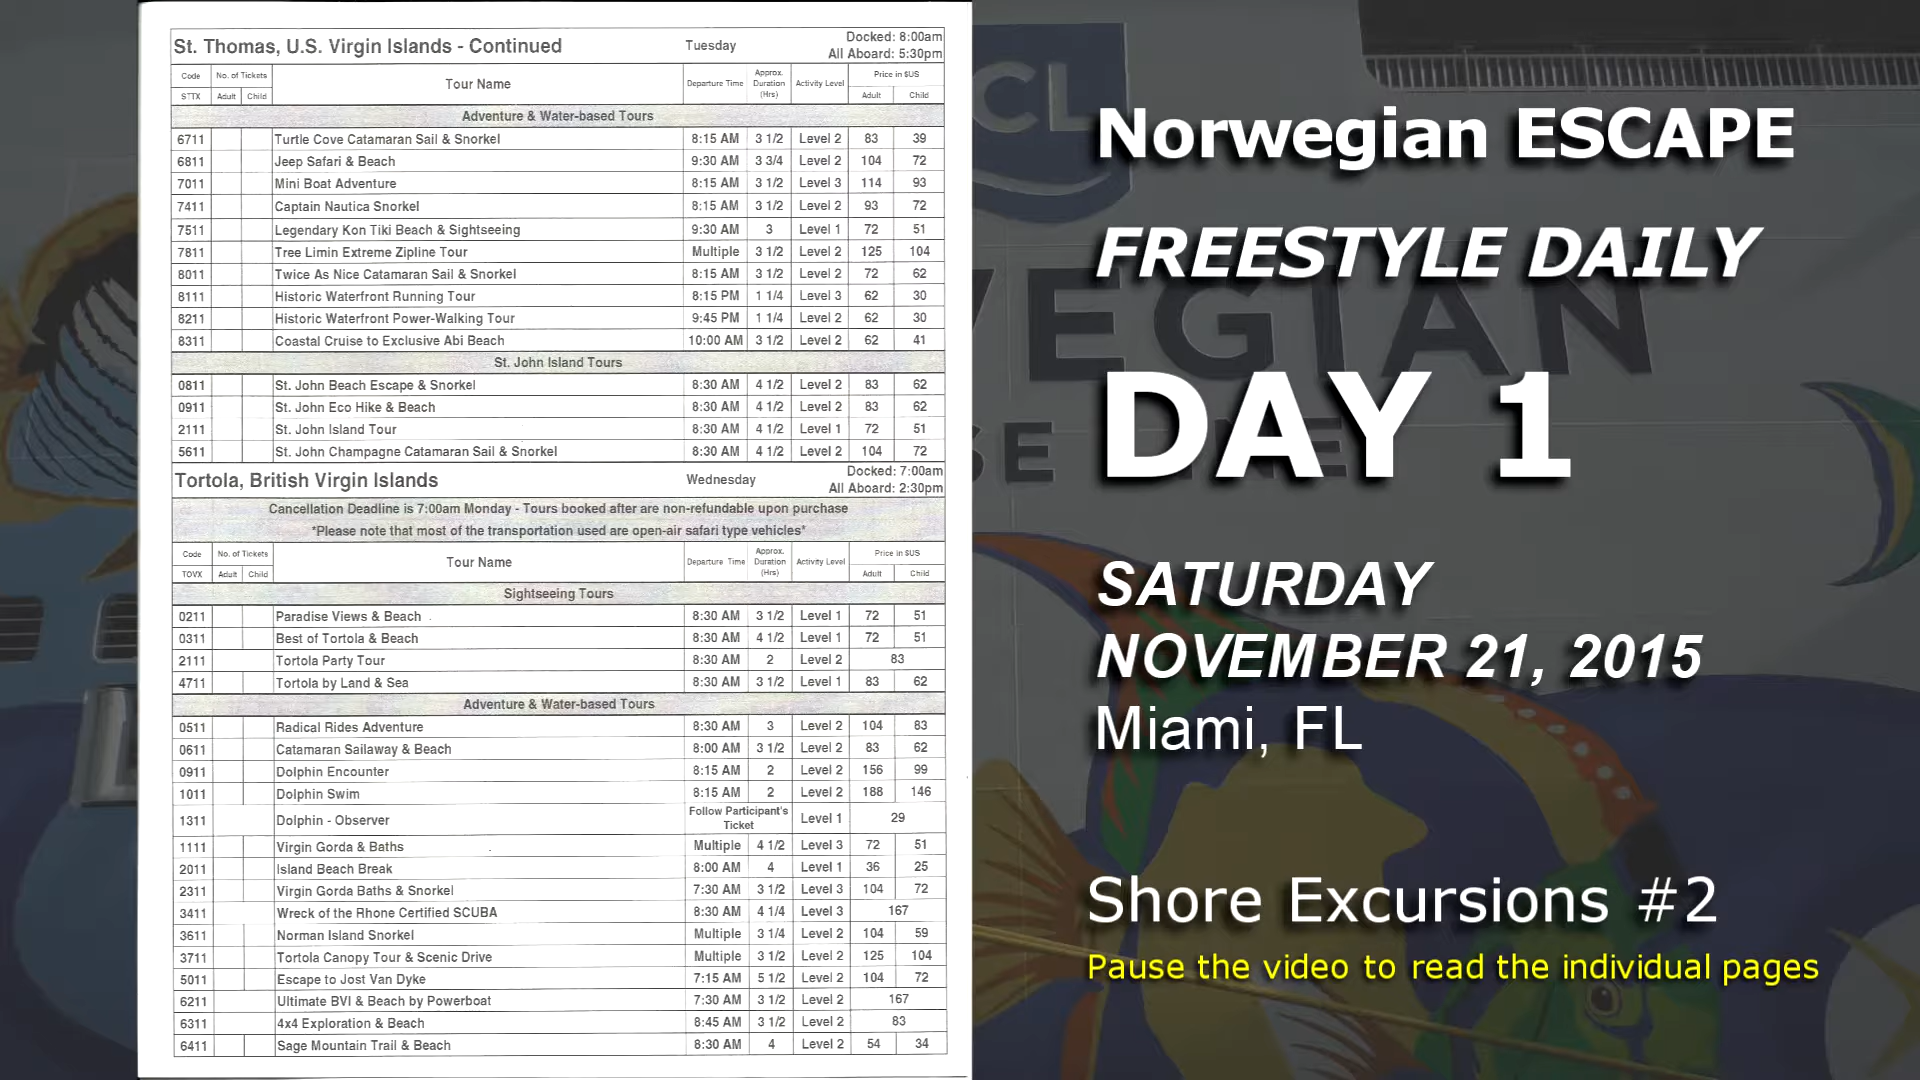 St. Thomas, U.S. Virgin Islands - Continued Tuesday Docked: 8:00am All Aboard: 5:30pm
Code No. of Tickets Tour Name Departure Time Approx. Duration (Hrs) Activity Level Price in $US
STTX Adult Child Adult Child
Adventure & Water-based Tours
6711 Turtle Cove Catamaran Sail & Snorkel 8:15 AM 3 1/2 Level 2 83 39
6811 Jeep Safari & Beach 9:30 AM 3 3/4 Level 2 104 72
7011 Mini Boat Adventure 8:15 AM 3 1/2 Level 3 114 93
7411 Captain Nautica Snorkel 8:15 AM 3 1/2 Level 2 93 72
7511 Legendary Kon Tiki Beach & Sightseeing 9:30 AM 3 Level 1 72 51
7811 Tree Limin Extreme Zipline Tour Multiple 3 1/2 Level 2 125 104
8011 Twice As Nice Catamaran Sail & Snorkel 8:15 AM 3 1/2 Level 2 72 62
8111 Historic Waterfront Running Tour 8:15 PM 1 1/4 Level 3 62 30
8211 Historic Waterfront Power-Walking Tour 9:45 PM 1 1/4 Level 2 62 30
8311 Coastal Cruise to Exclusive Abi Beach 10:00 AM 3 1/2 Level 2 62 41
St. John Island Tours
0811 St. John Beach Escape & Snorkel 8:30 AM 4 1/2 Level 2 83 62
0911 St. John Eco Hike & Beach 8:30 AM 4 1/2 Level 2 83 62
2111 St. John Island Tour 8:30 AM 4 1/2 Level 1 72 51
5611 St. John Champagne Catamaran Sail & Snorkel 8:30 AM 4 1/2 Level 2 104 72
Tortola, British Virgin Islands Wednesday Docked: 7:00am All Aboard: 2:30pm
Cancellation Deadline is 7:00am Monday - Tours booked after are non-refundable upon purchase
*Please note that most of the transportation used are open-air safari type vehicles*
Code No. of Tickets Tour Name Departure Time Approx. Duration (Hrs) Activity Level Price in $US
TOVX Adult Child Adult Child
Sightseeing Tours
0211 Paradise Views & Beach 8:30 AM 3 1/2 Level 1 72 51
0311 Best of Tortola & Beach 8:30 AM 4 1/2 Level 1 72 51
2111 Tortola Party Tour 8:30 AM 2 Level 2 83
4711 Tortola by Land & Sea 8:30 AM 3 1/2 Level 1 83 62
Adventure & Water-based Tours
0511 Radical Rides Adventure 8:30 AM 3 Level 2 104 83
0611 Catamaran Sailaway & Beach 8:00 AM 3 1/2 Level 2 83 62
0911 Dolphin Encounter 8:15 AM 2 Level 2 156 99
1011 Dolphin Swim 8:15 AM 2 Level 2 188 146
1311 Dolphin - Observer Follow Participant's Ticket Level 1 29
1111 Virgin Gorda & Baths Multiple 4 1/2 Level 3 72 51
2011 Island Beach Break 8:00 AM 4 Level 1 36 25
2311 Virgin Gorda Baths & Snorkel 7:30 AM 3 1/2 Level 3 104 72
3411 Wreck of the Rhone Certified SCUBA 8:30 AM 4 1/4 Level 3 167
3611 Norman Island Snorkel Multiple 3 1/4 Level 2 104 59
3711 Tortola Canopy Tour & Scenic Drive Multiple 3 1/2 Level 2 125 104
5011 Escape to Jost Van Dyke 7:15 AM 5 1/2 Level 2 104 72
6211 Ultimate BVI & Beach by Powerboat 7:30 AM 3 1/2 Level 2 167
6311 4x4 Exploration & Beach 8:45 AM 3 1/2 Level 2 83
6411 Sage Mountain Trail & Beach 8:30 AM 4 Level 2 54 34
Norwegian ESCAPE
FREESTYLE DAILY
DAY 1
SATURDAY
NOVEMBER 21, 2015
Miami, FL
Shore Excursions #2
Pause the video to read the individual pages
CL
WEGIAN
SE NE